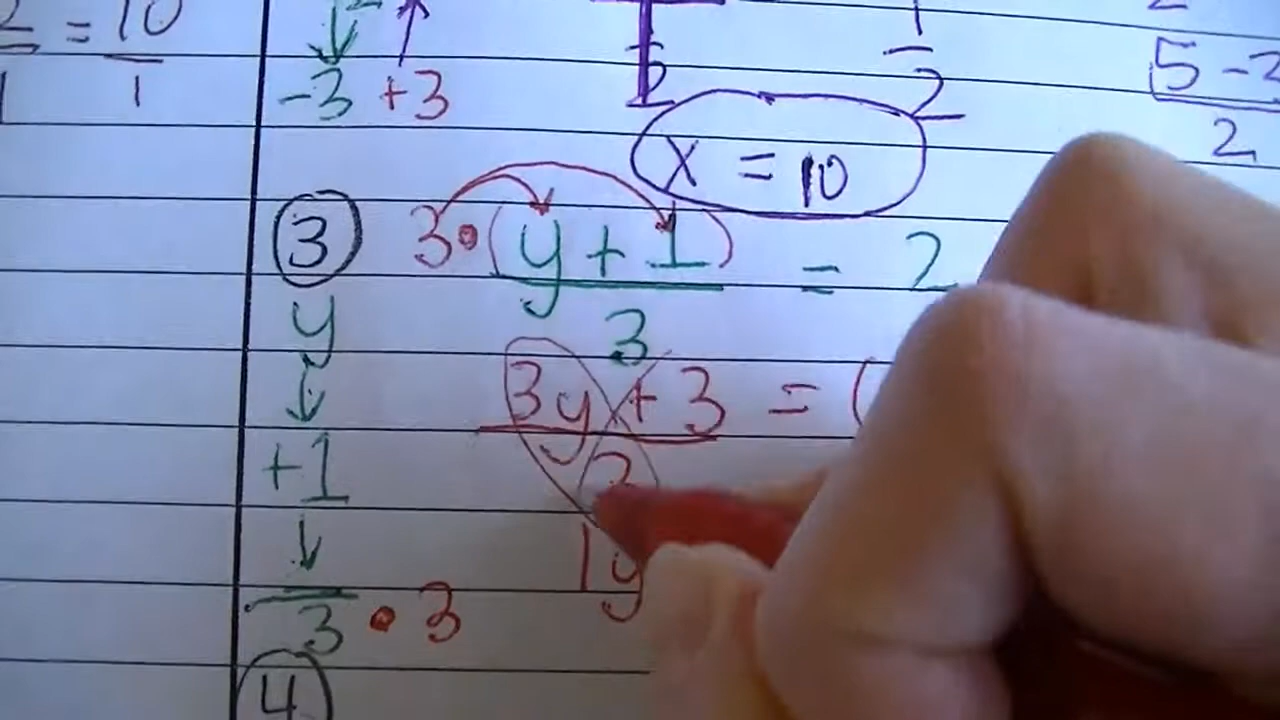 = 10
1 1
-3 +3
2
x = 10
5 -
2
3 3 • (y + 1) = 2
3
y
3y + 3 = (
3
+1
1y
3 • 3
4